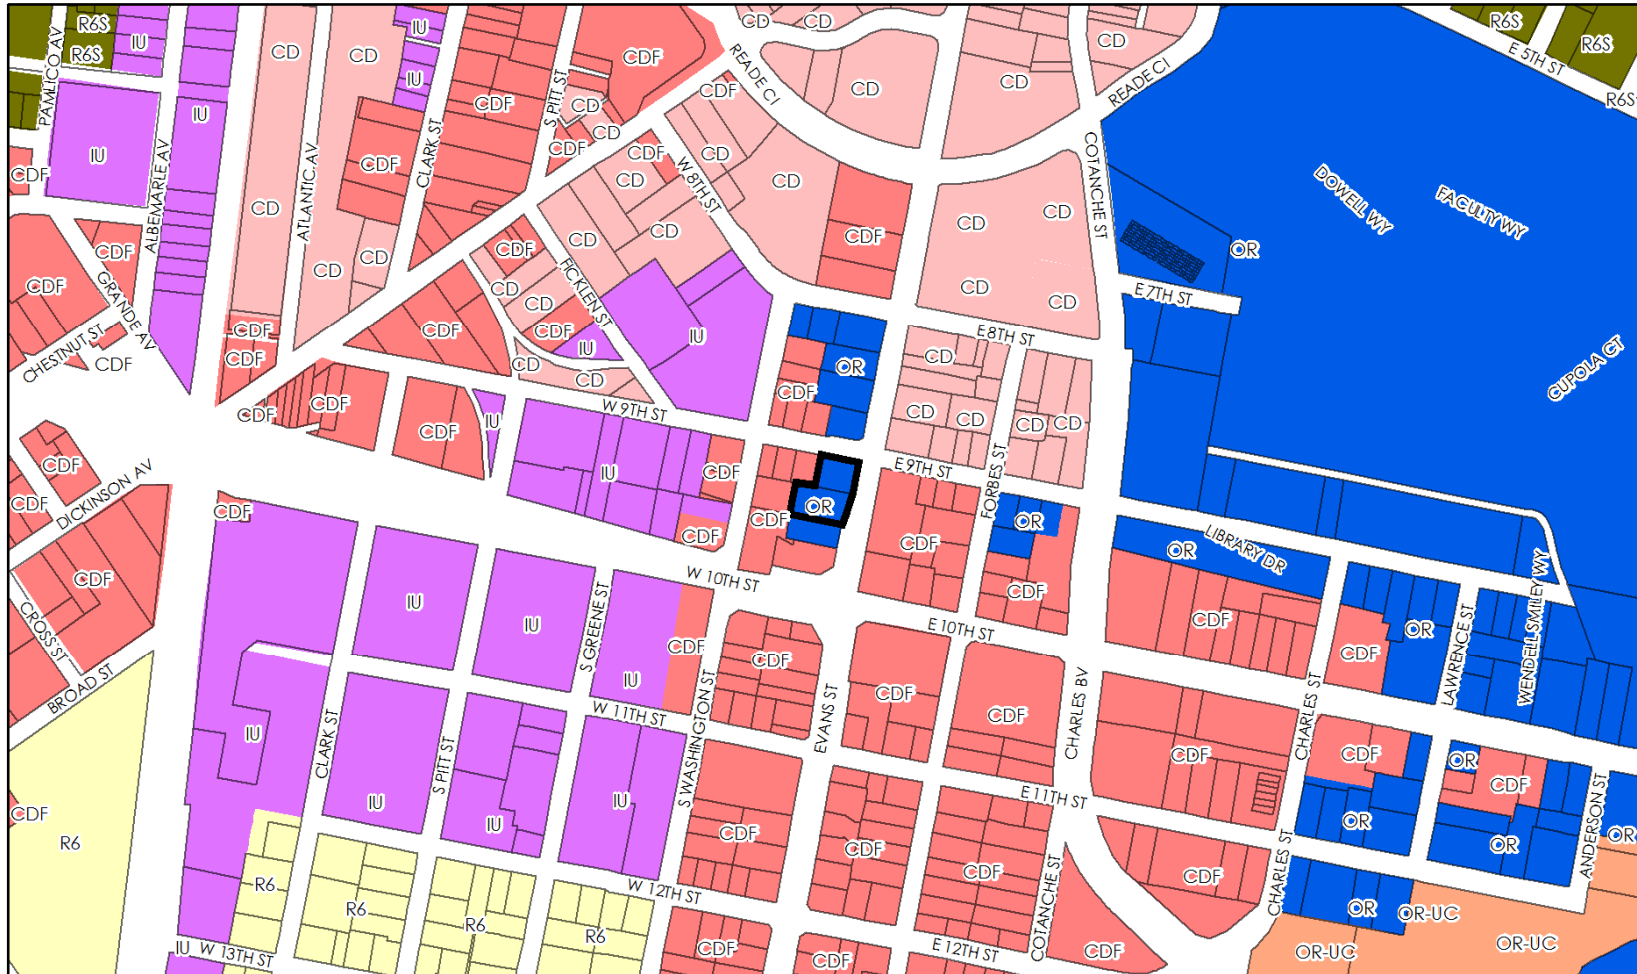 R6S
IU
CD
CD
IU
CDF
CD
CD
CD
R6S
R6S
R6S
E 5TH ST
PAMLICO AV
IU
IU
CDF
S PITT ST
READE CI
CDF
CD
CD
READE CI
R6S
CD
CD
IU
CDF
CDF
CLARK ST
CDF
CD
W 8TH ST
CD
CD
COTANCHE ST
DOWELL WY
FACULTY WY
CDF
ALBEMARLE AV
CD
ATLANTIC AV
CD
CD
CD
CD
CDF
CD
CDF
CD
CD
OR
CDF
CDF
GRANDE AV
CD
CD
FICKLEN ST
CD
CD
E 7TH ST
CHESTNUT ST
CDF
CDF
CDF
CDF
CDF
IU
IU
E 8TH ST
CD
CD
OR
CD
CUPOLA CT
CDF
CDF
CDF
IU
W 9TH ST
CDF
CD
CD
CD
CD
CDF
CDF
DICKINSON AV
IU
CDF
E 9TH ST
FORBES ST
CDF
CDF
OR
CDF
CDF
CDF
OR
LIBRARY DR
OR
CDF
CROSS ST
IU
IU
S GREENE ST
W 10TH ST
CDF
CDF
OR
LAWRENCE ST
WENDELL SMILEY WY
BROAD ST
IU
CDF
CDF
E 10TH ST
CDF
IU
CLARK ST
S PITT ST
W 11TH ST
S WASHINGTON ST
EVANS ST
CDF
CDF
CHARLES BV
CDF
CHARLES ST
CDF
OR
CDF
CDF
R6
IU
IU
IU
CDF
CDF
E 11TH ST
OR
OR
ANDERSON ST
OR
R6
R6
R6
R6
W 12TH ST
CDF
COTANCHE ST
CDF
CHARLES ST
OR
OR-UC
IU
W 13TH ST
CDF
CDF
E 12TH ST
CDF
OR-UC
OR-UC